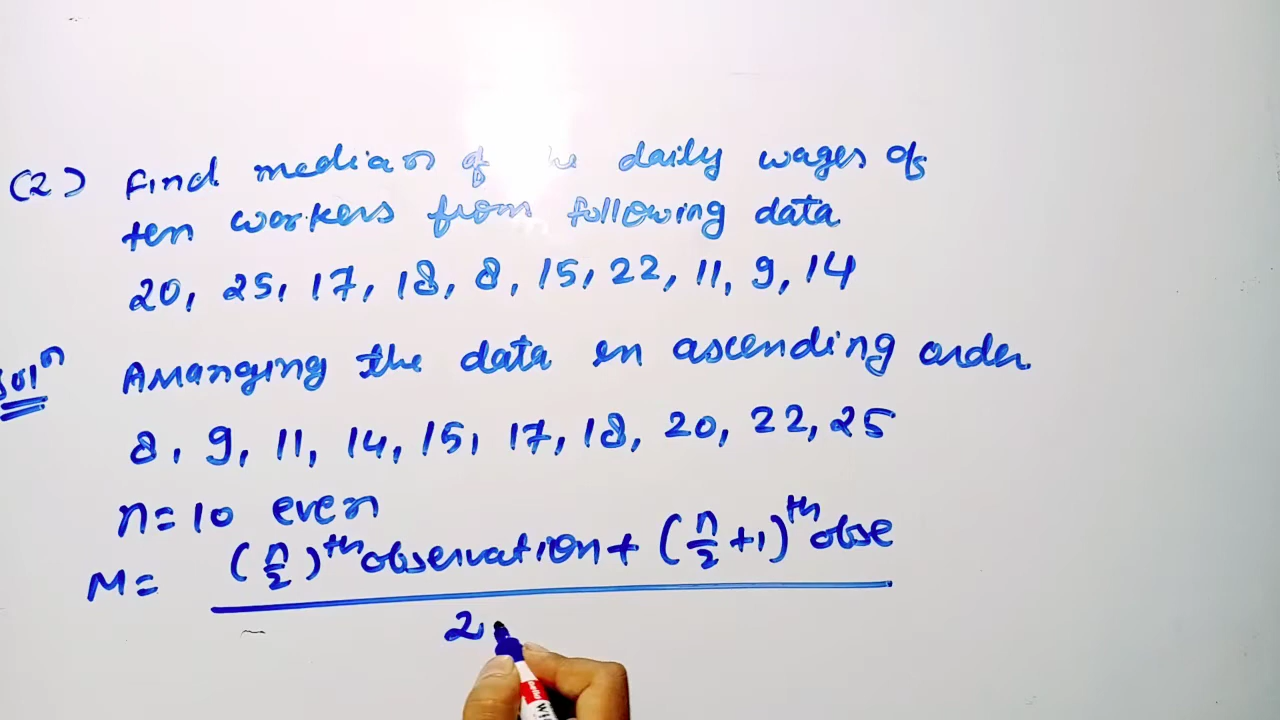 (2) Find median of the daily wages of
ten workers from following data
20, 25, 17, 18, 8, 15, 22, 11, 9, 14
Solⁿ Arranging the data in ascending order
8, 9, 11, 14, 15, 17, 18, 20, 22, 25
n=10 even
M= (n/2)th observation + (n/2 +1)th obse
2